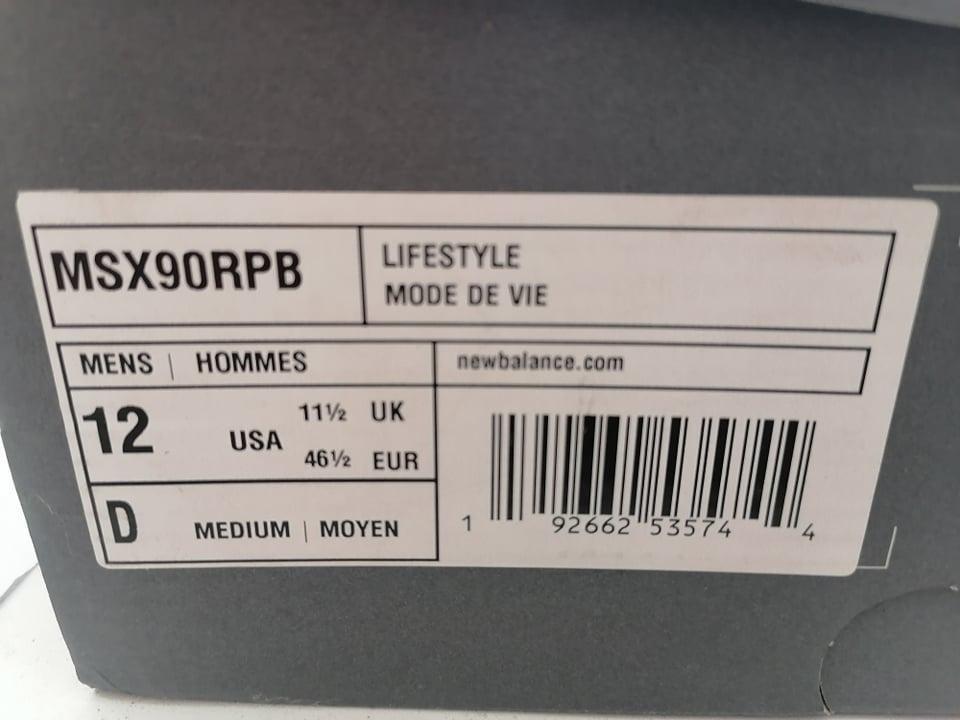 MSX90RPB
LIFESTYLE
MODE DE VIE
MENS | HOMMES
newbalance.com
12 USA
11½ UK
46½ EUR
D MEDIUM | MOYEN
1 92662 53574 4